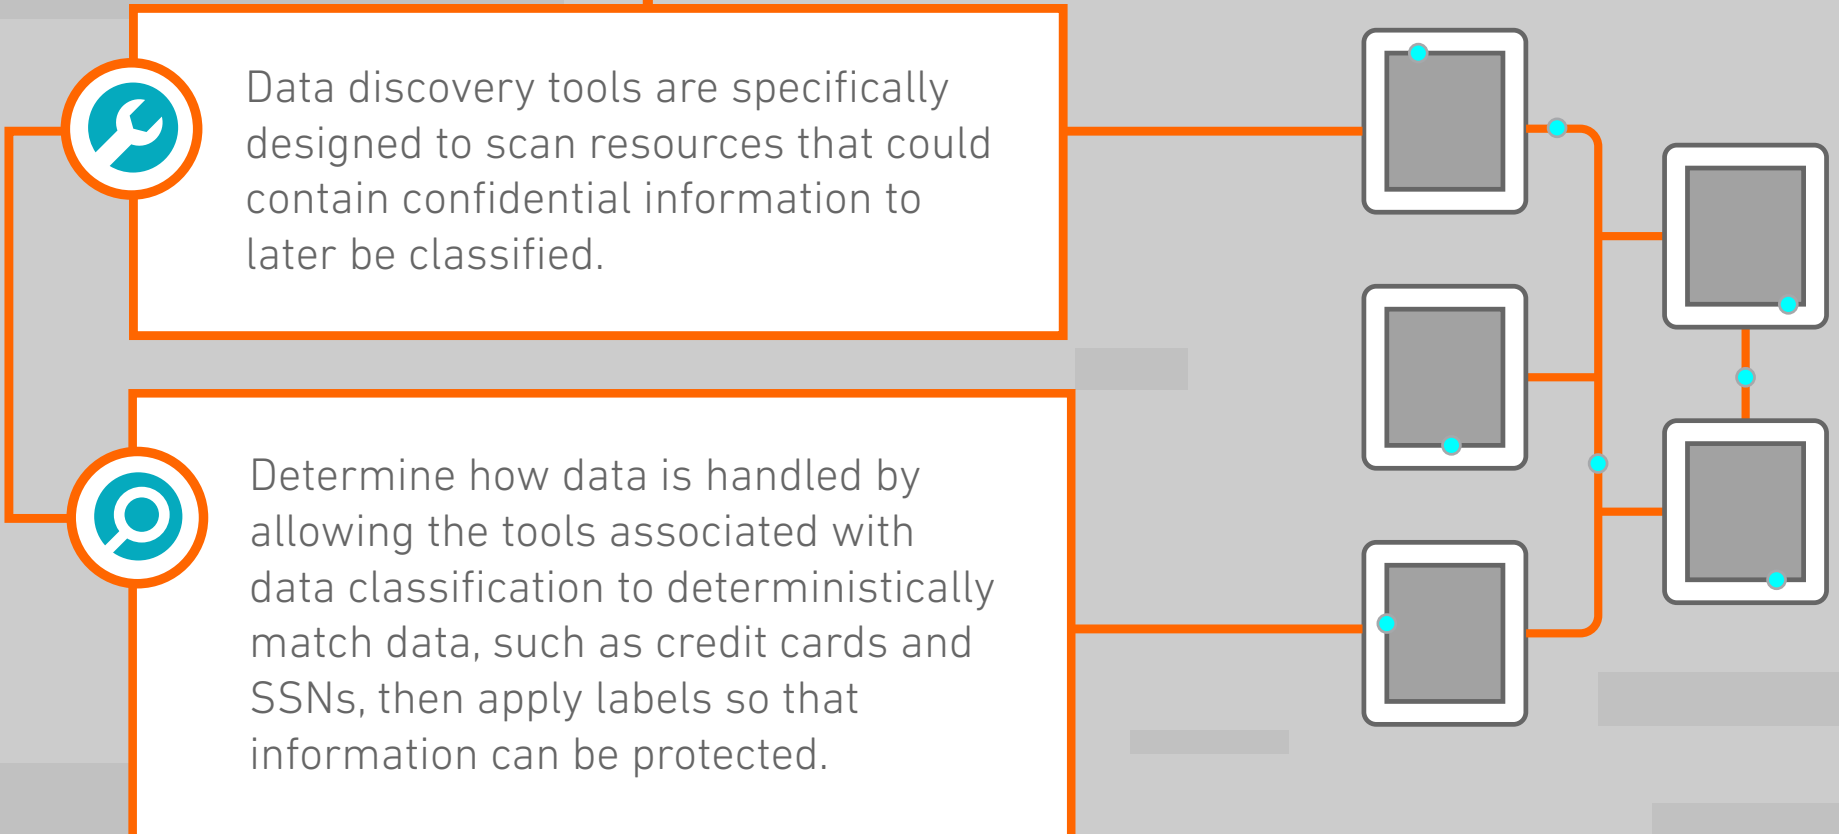 Data discovery tools are specifically
designed to scan resources that could
contain confidential information to
later be classified.
Determine how data is handled by
allowing the tools associated with
data classification to deterministically
match data, such as credit cards and
SSNs, then apply labels so that
information can be protected.